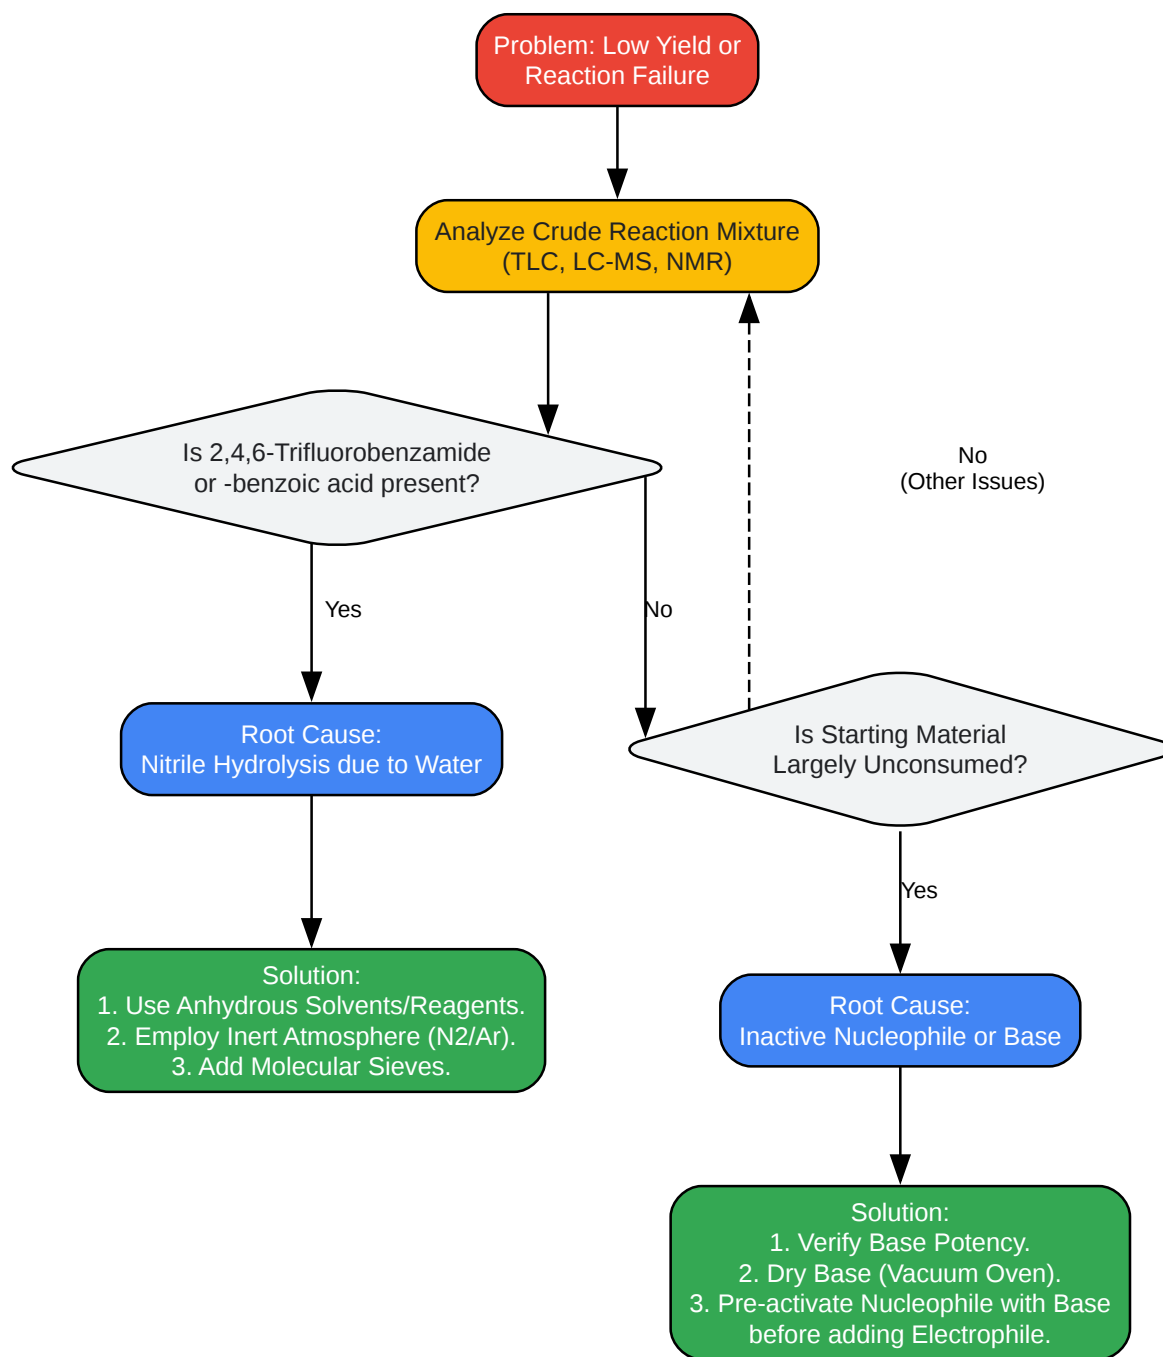 Problem: Low Yield or
Reaction Failure
Analyze Crude Reaction Mixture
(TLC, LC-MS, NMR)
Is 2,4,6-Trifluorobenzamide
or -benzoic acid present?
No
(Other Issues)
Yes
No
Root Cause:
Nitrile Hydrolysis due to Water
Is Starting Material
Largely Unconsumed?
Yes
Solution:
1. Use Anhydrous Solvents/Reagents.
2. Employ Inert Atmosphere (N2/Ar).
3. Add Molecular Sieves.
Root Cause:
Inactive Nucleophile or Base
Solution:
1. Verify Base Potency.
2. Dry Base (Vacuum Oven).
3. Pre-activate Nucleophile with Base
before adding Electrophile.